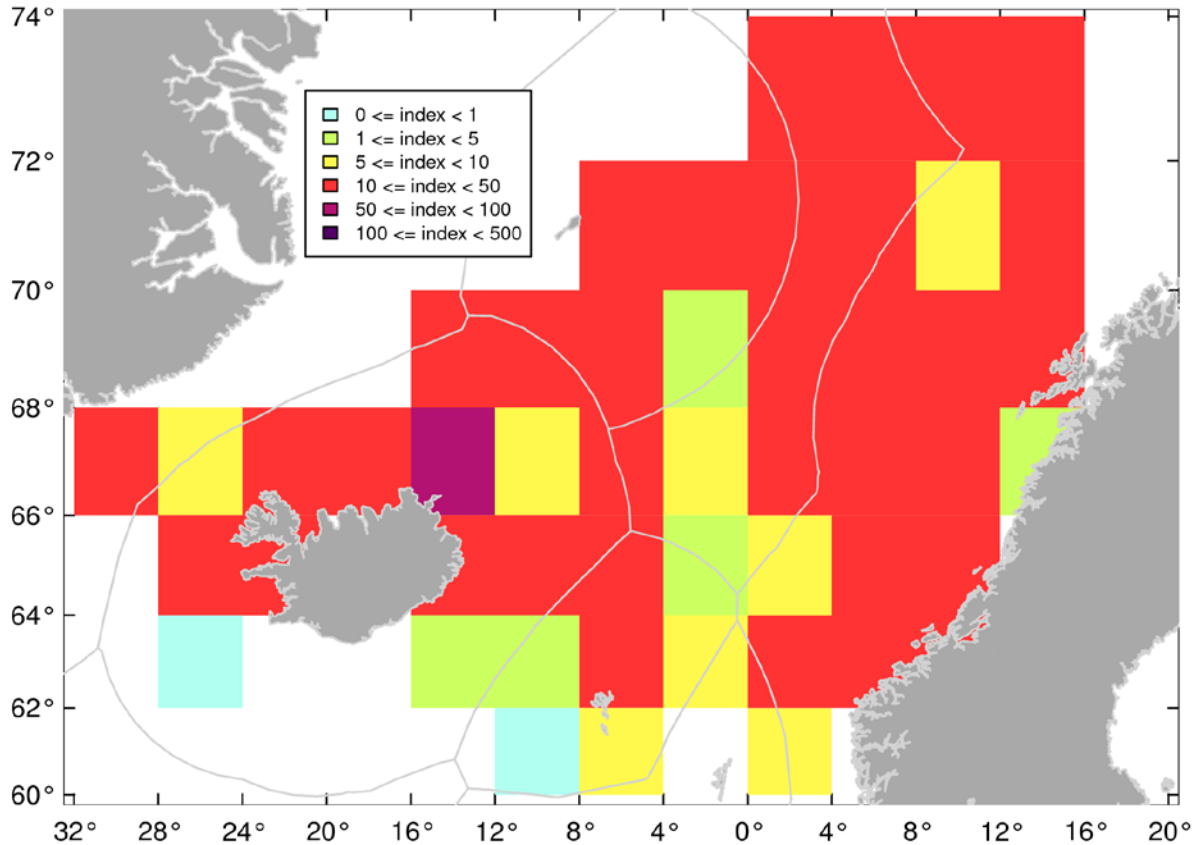 74°
0 <= index < 1
1 <= index < 5
5 <= index < 10
10 <= index < 50
50 <= index < 100
100 <= index < 500
72°
70°
68°
66°
64°
62°
60°
32° 28° 24° 20° 16° 12° 8° 4° 0° 4° 8° 12° 16° 20°